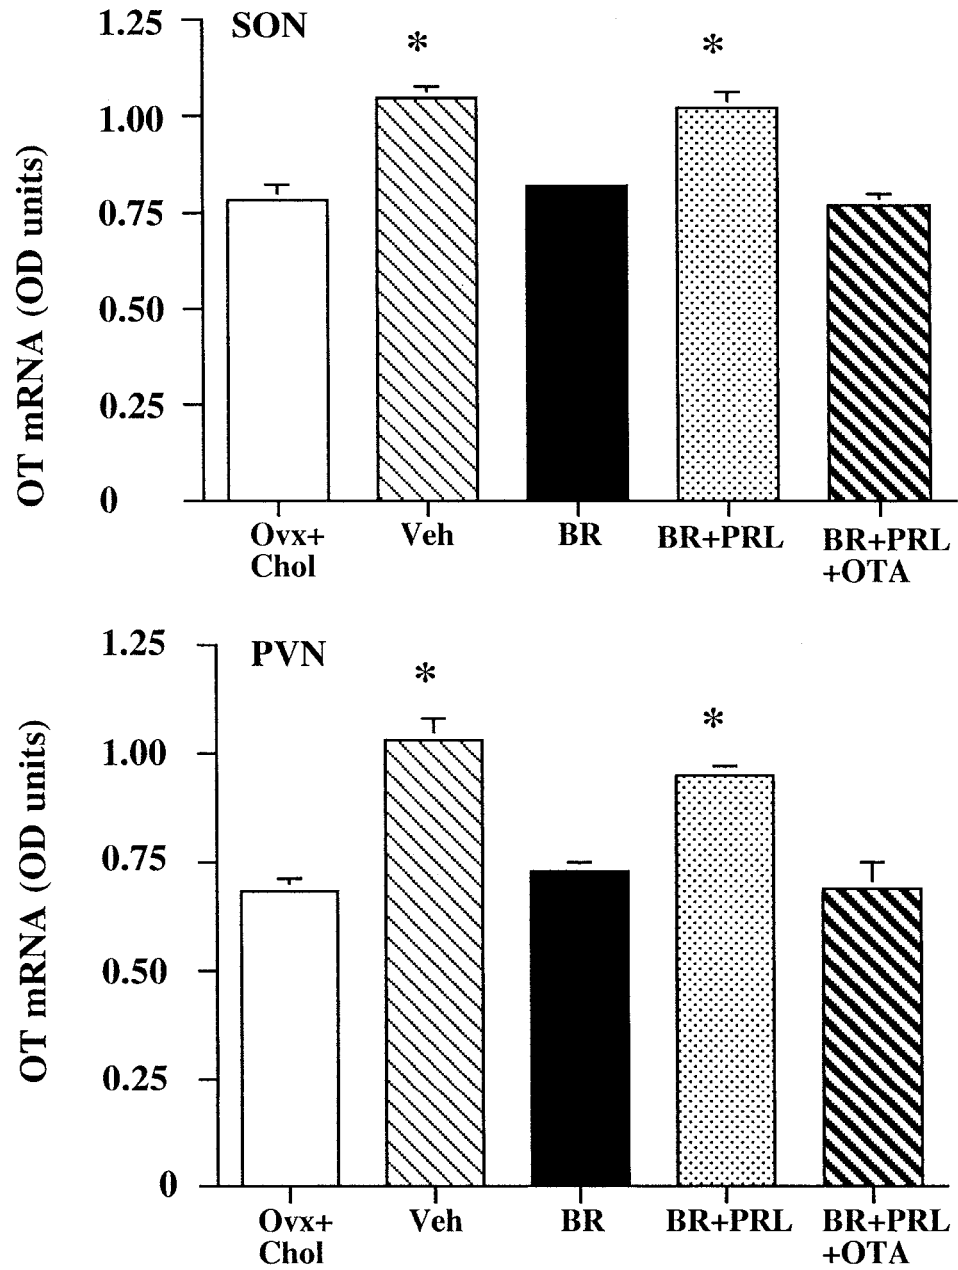 SON
OT mRNA (OD units)
1.25
1.00
0.75
0.50
0.25
0
*
*
Ovx+
Chol
Veh
BR
BR+PRL
BR+PRL
+OTA
PVN
OT mRNA (OD units)
1.25
1.00
0.75
0.50
0.25
0
*
*
Ovx+
Chol
Veh
BR
BR+PRL
BR+PRL
+OTA